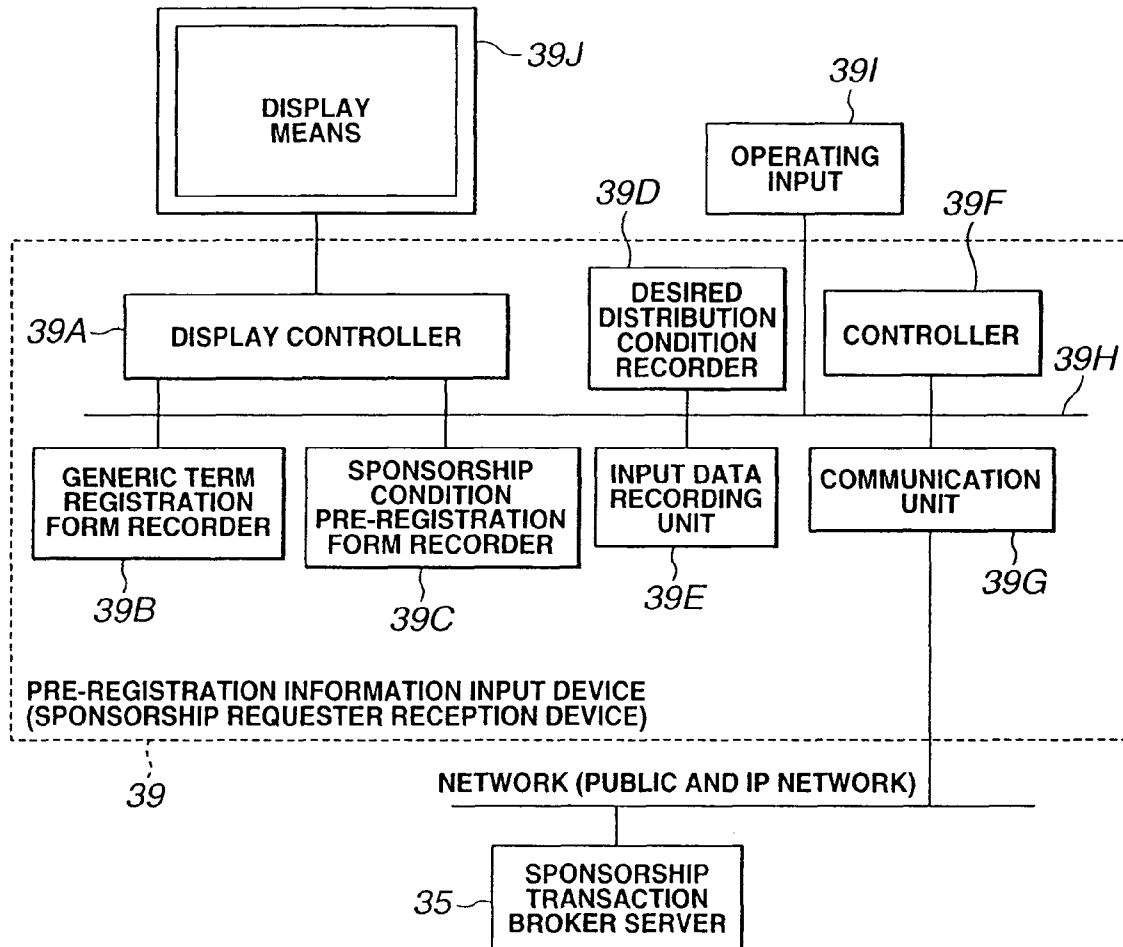 39J
DISPLAY
MEANS
39I
OPERATING
INPUT
39D
39F
39A
DISPLAY CONTROLLER
DESIRED
DISTRIBUTION
CONDITION
RECORDER
CONTROLLER
39H
GENERIC TERM
REGISTRATION
FORM RECORDER
SPONSORSHIP
CONDITION
PRE-REGISTRATION
FORM RECORDER
INPUT DATA
RECORDING
UNIT
COMMUNICATION
UNIT
39B
39C
39E
39G
PRE-REGISTRATION INFORMATION INPUT DEVICE
(SPONSORSHIP REQUESTER RECEPTION DEVICE)
39
NETWORK (PUBLIC AND IP NETWORK)
35
SPONSORSHIP
TRANSACTION
BROKER SERVER